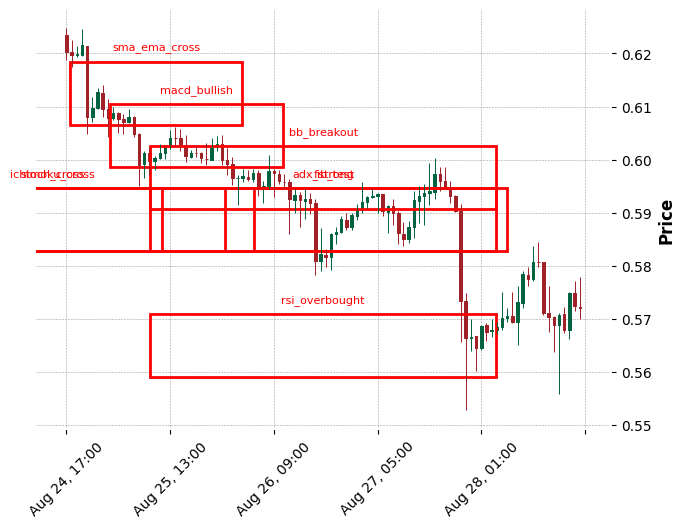 sma_ema_cross
macd_bullish
bb_breakout
adx_strong
rsi_overbought
0.62
0.61
0.60
0.59
0.58
0.57
0.56
0.55
Price
Aug 24, 17:00
Aug 25, 13:00
Aug 26, 09:00
Aug 27, 05:00
Aug 28, 01:00